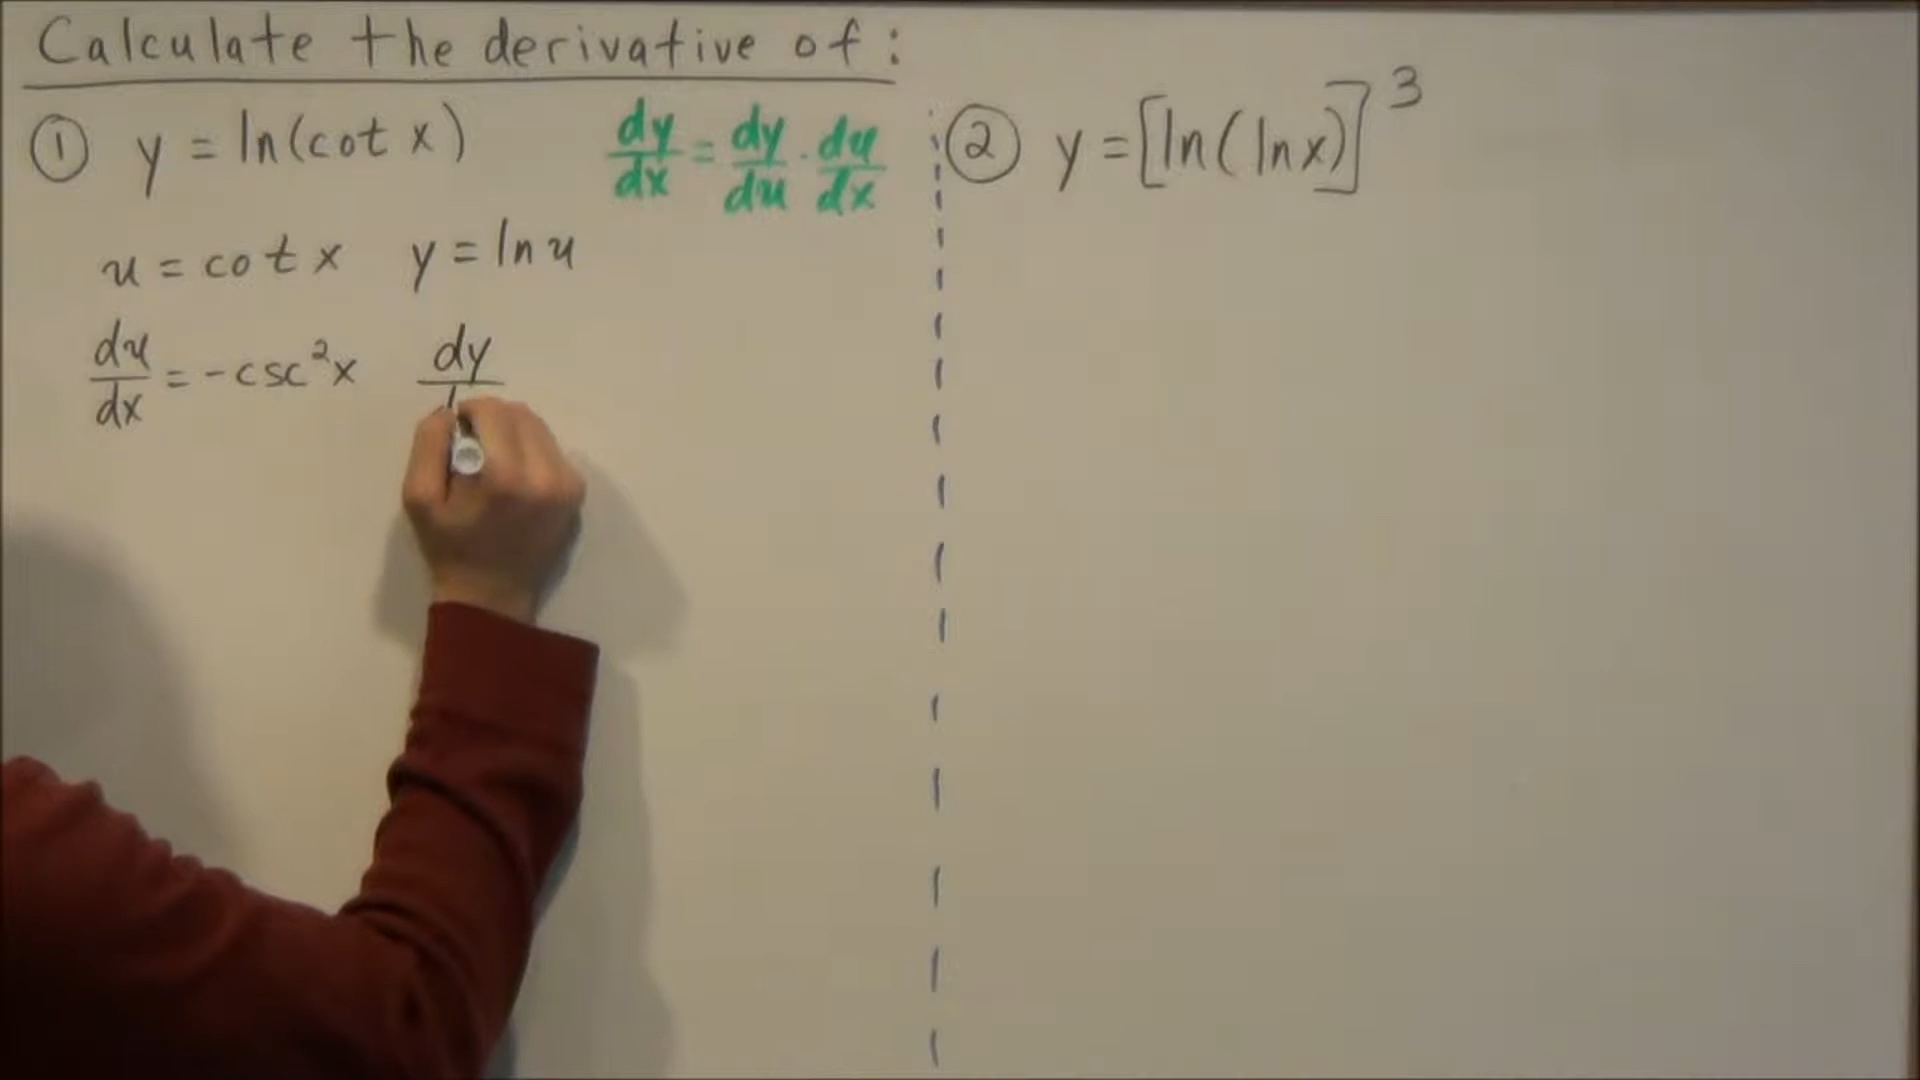 Calculate the derivative of:
① y = ln(cot x)
dy/dx = dy/du · du/dx
u = cot x y = ln u
du/dx = -csc²x dy
② y = [ln(ln x)]³